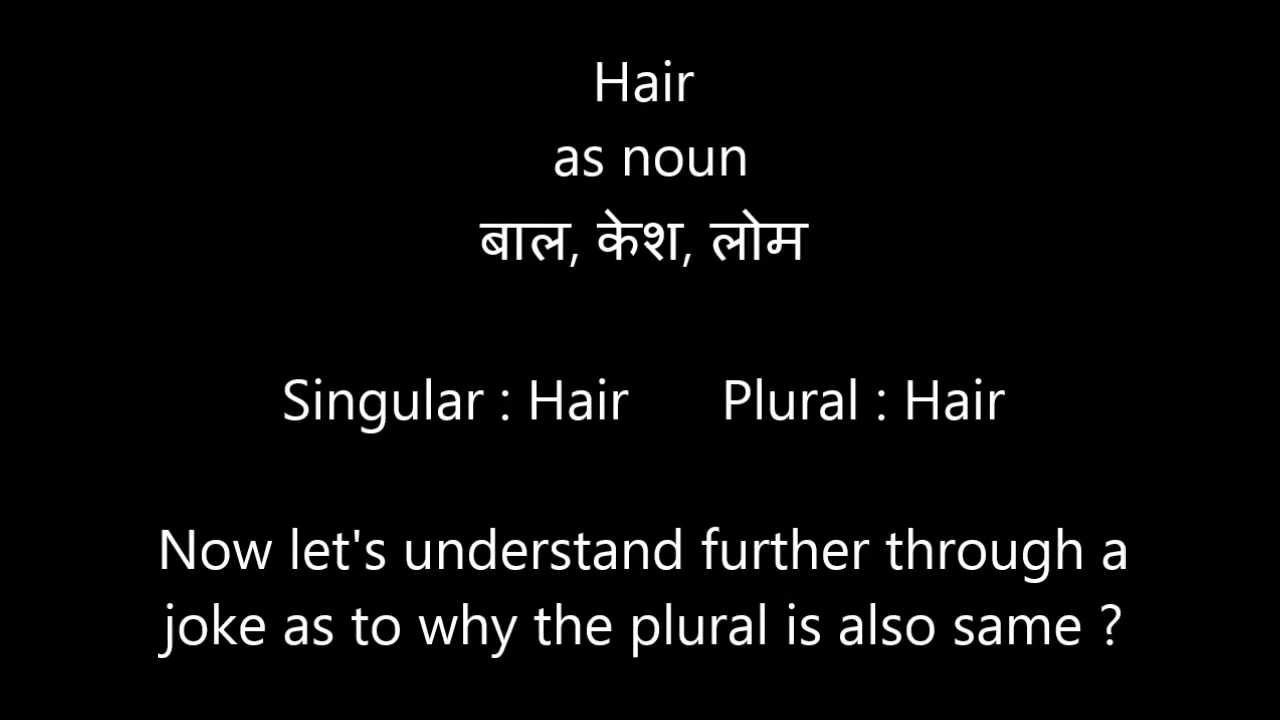 Hair
as noun
बाल, केश, लोम
Singular : Hair Plural : Hair
Now let's understand further through a
joke as to why the plural is also same ?